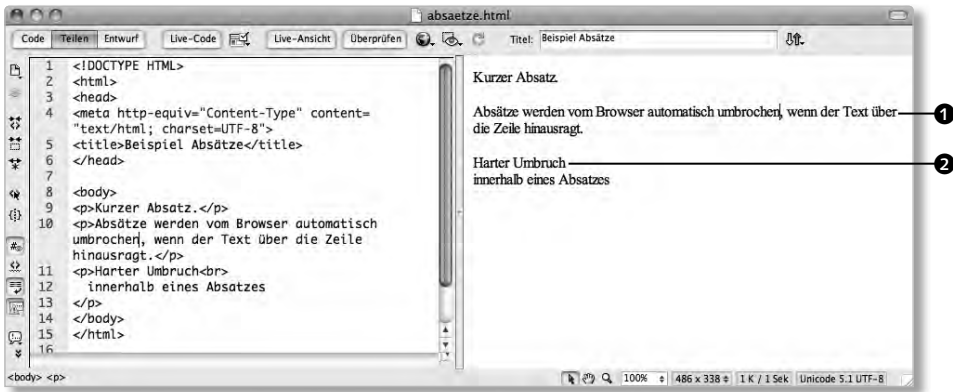 absaetze.html
Code Teilen Entwurf Live-Code Live-Ansicht Überprüfen Titel: Beispiel Absätze
1 <!DOCTYPE HTML>
2 <html>
3 <head>
4 <meta http-equiv="Content-Type" content=
"text/html; charset=UTF-8">
5 <title>Beispiel Absätze</title>
6 </head>
7
8 <body>
9 <p>Kurzer Absatz.</p>
10 <p>Absätze werden vom Browser automatisch
umbrochen, wenn der Text über die Zeile
hinausragt.</p>
11 <p>Harter Umbruch<br>
12 innerhalb eines Absatzes
13 </p>
14 </body>
15 </html>
16
Kurzer Absatz.
Absätze werden vom Browser automatisch umbrochen, wenn der Text über
die Zeile hinausragt.
Harter Umbruch
innerhalb eines Absatzes
1
2
<body> <p> 100% 486 x 338 1 K / 1 Sek Unicode 5.1 UTF-8